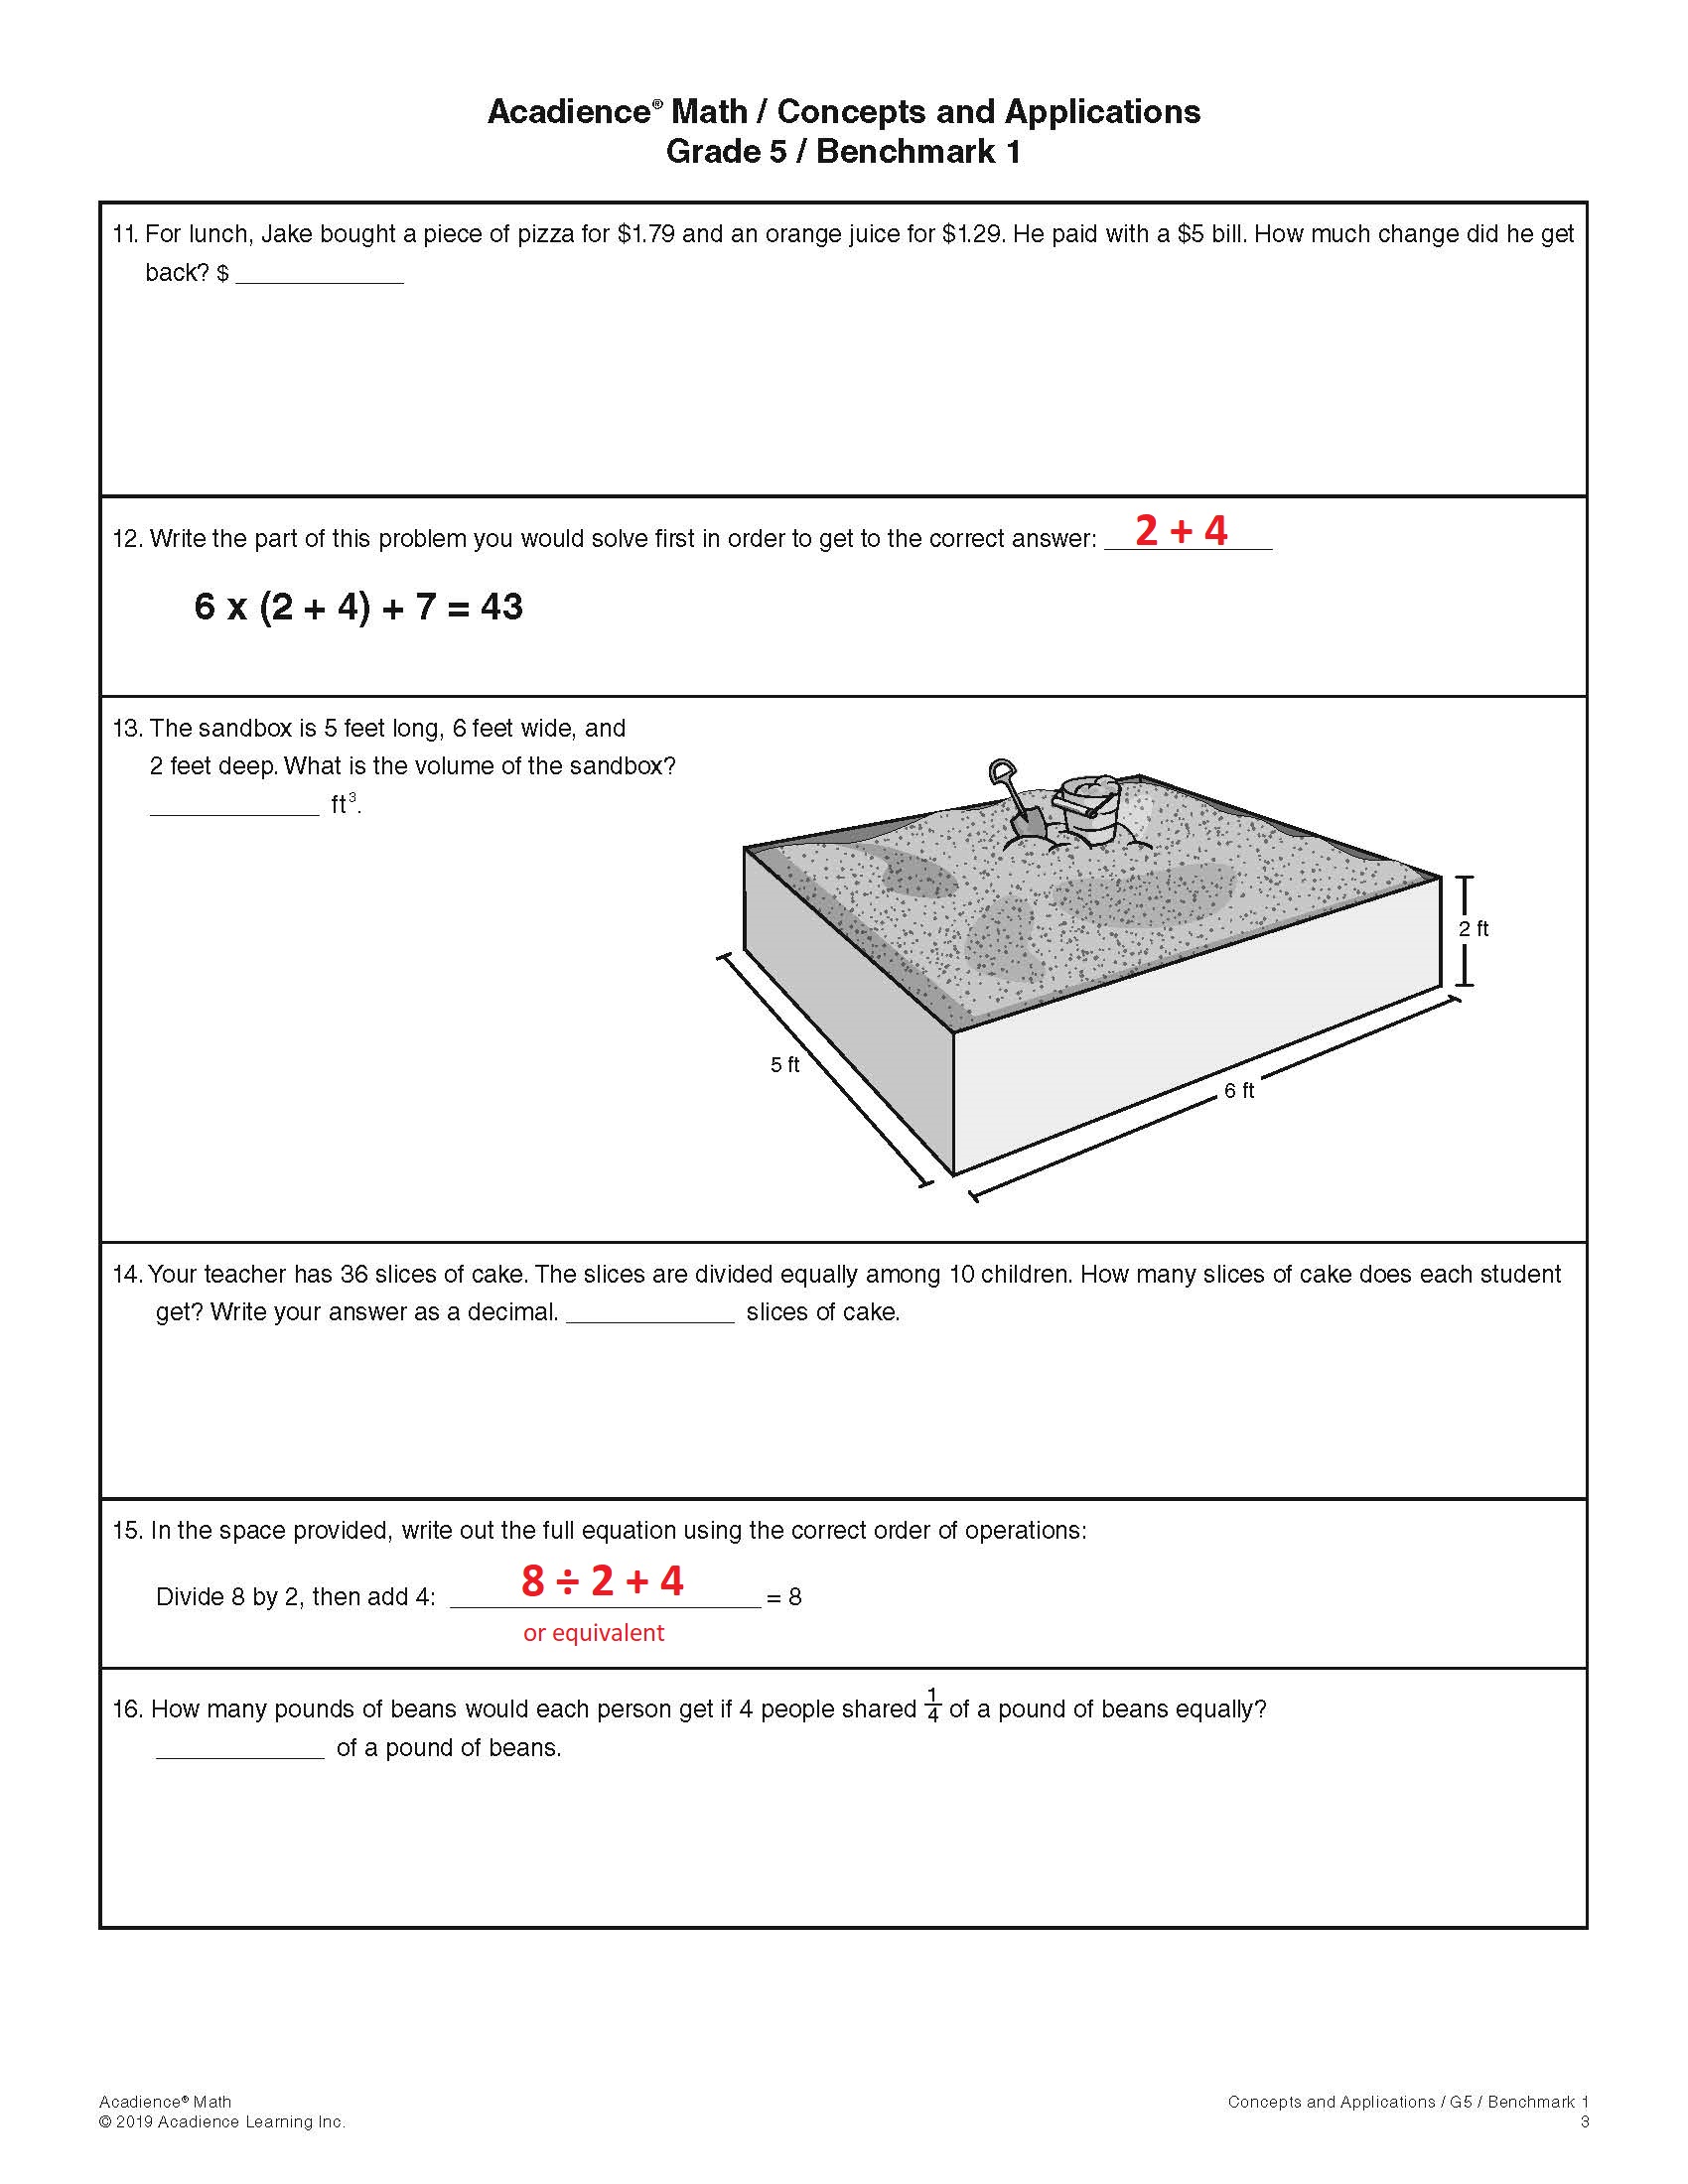 Acadience® Math / Concepts and Applications
Grade 5 / Benchmark 1
11. For lunch, Jake bought a piece of pizza for $1.79 and an orange juice for $1.29. He paid with a $5 bill. How much change did he get
back? $ ____________
12. Write the part of this problem you would solve first in order to get to the correct answer: 2 + 4
6 x (2 + 4) + 7 = 43
13. The sandbox is 5 feet long, 6 feet wide, and
2 feet deep. What is the volume of the sandbox?
____________ ft³.
2 ft
5 ft
6 ft
14. Your teacher has 36 slices of cake. The slices are divided equally among 10 children. How many slices of cake does each student
get? Write your answer as a decimal. ____________ slices of cake.
15. In the space provided, write out the full equation using the correct order of operations:
Divide 8 by 2, then add 4: 8 ÷ 2 + 4 = 8
or equivalent
16. How many pounds of beans would each person get if 4 people shared 1/4 of a pound of beans equally?
____________ of a pound of beans.
Acadience® Math
© 2019 Acadience Learning Inc.
Concepts and Applications / G5 / Benchmark 1
3